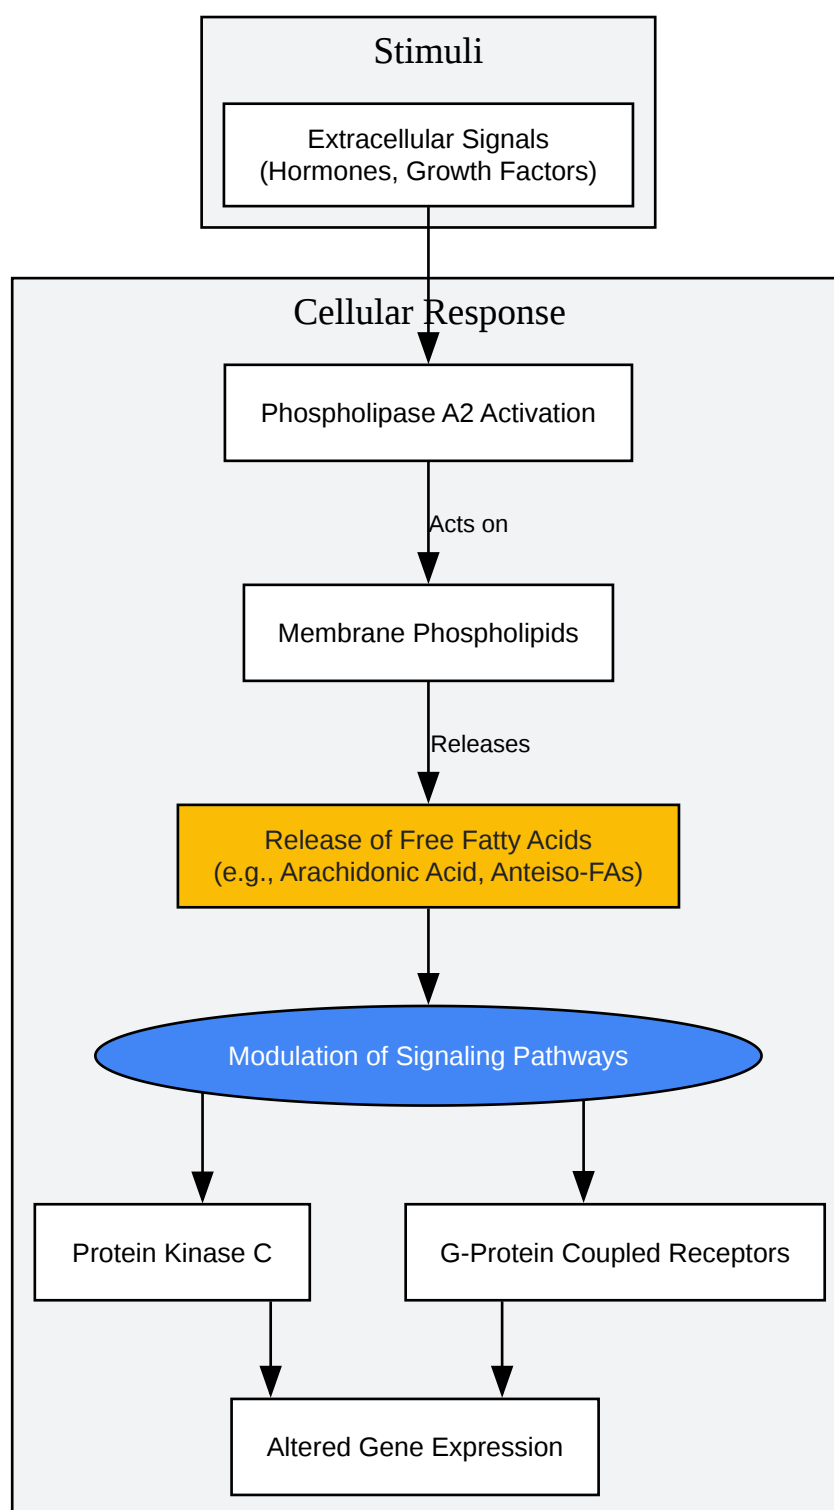 Stimuli
Extracellular Signals
(Hormones, Growth Factors)
Cellular Response
Phospholipase A2 Activation
Acts on
Membrane Phospholipids
Releases
Release of Free Fatty Acids
(e.g., Arachidonic Acid, Anteiso-FAs)
Modulation of Signaling Pathways
Protein Kinase C
G-Protein Coupled Receptors
Altered Gene Expression